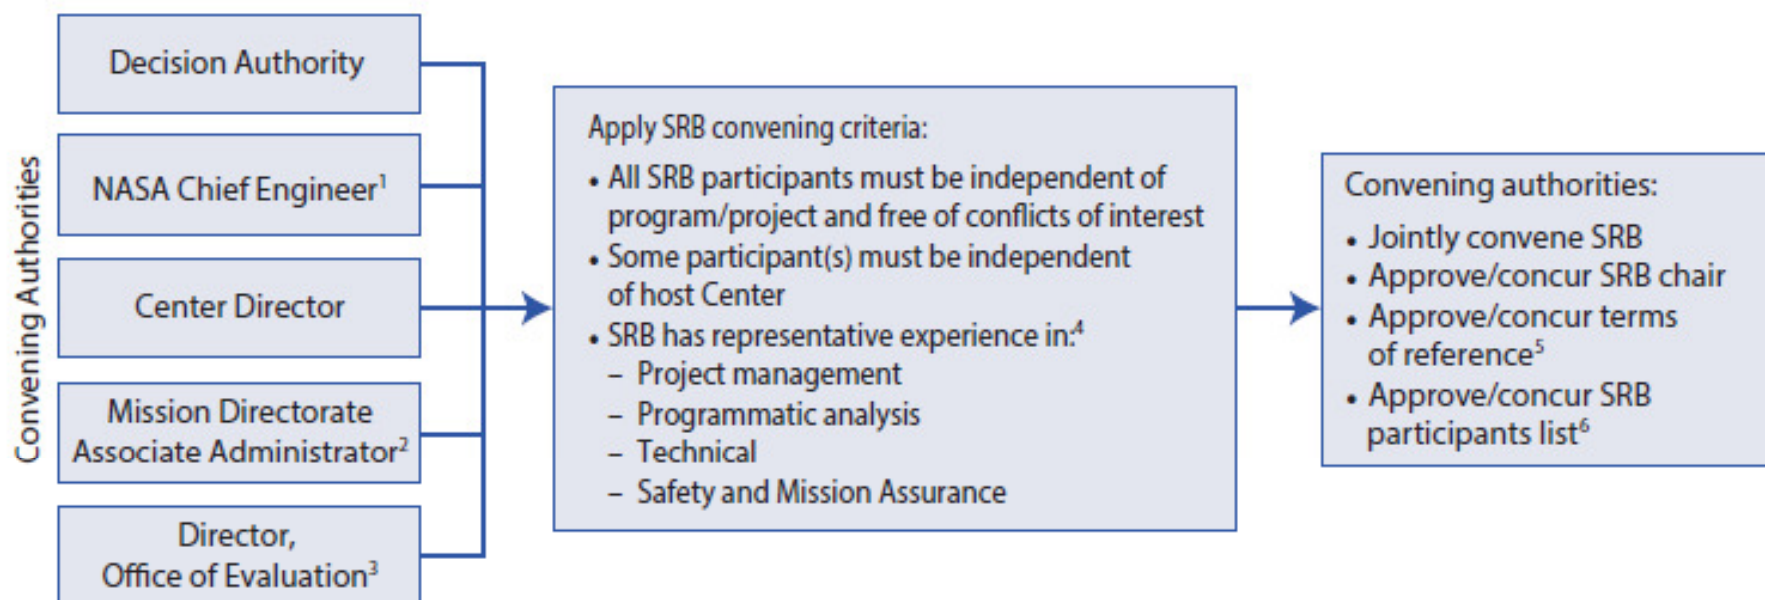 Convening Authorities
Decision Authority
NASA Chief Engineer¹
Center Director
Mission Directorate
Associate Administrator²
Director,
Office of Evaluation³
Apply SRB convening criteria:
• All SRB participants must be independent of
program/project and free of conflicts of interest
• Some participant(s) must be independent
of host Center
• SRB has representative experience in:⁴
– Project management
– Programmatic analysis
– Technical
– Safety and Mission Assurance
Convening authorities:
• Jointly convene SRB
• Approve/concur SRB chair
• Approve/concur terms
of reference⁵
• Approve/concur SRB
participants list⁶